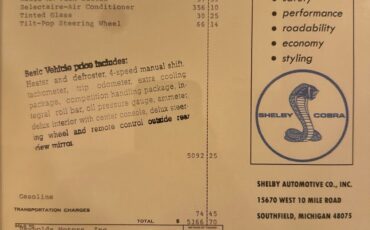 Selectaire-Air Conditioner 356 10
Tinted Glass 30 25
Tilt-Pop Steering Wheel 66 14
Basic Vehicle price includes:
Heater and defroster, 4-speed manual shift,
tachometer, trip odometer, extra cooling
package, competition handling package, in-
tegral roll bar, oil pressure gauge, ammeter,
delux interior with center console, delux steer-
ing wheel and remote control outside rear
view mirror.
5092 25
Gasoline
TRANSPORTATION CHARGES 74 45
TOTAL $ 70
• safety
• performance
• roadability
• economy
• styling
SHELBY COBRA
SHELBY AUTOMOTIVE CO., INC.
15670 WEST 10 MILE ROAD
SOUTHFIELD, MICHIGAN 48075